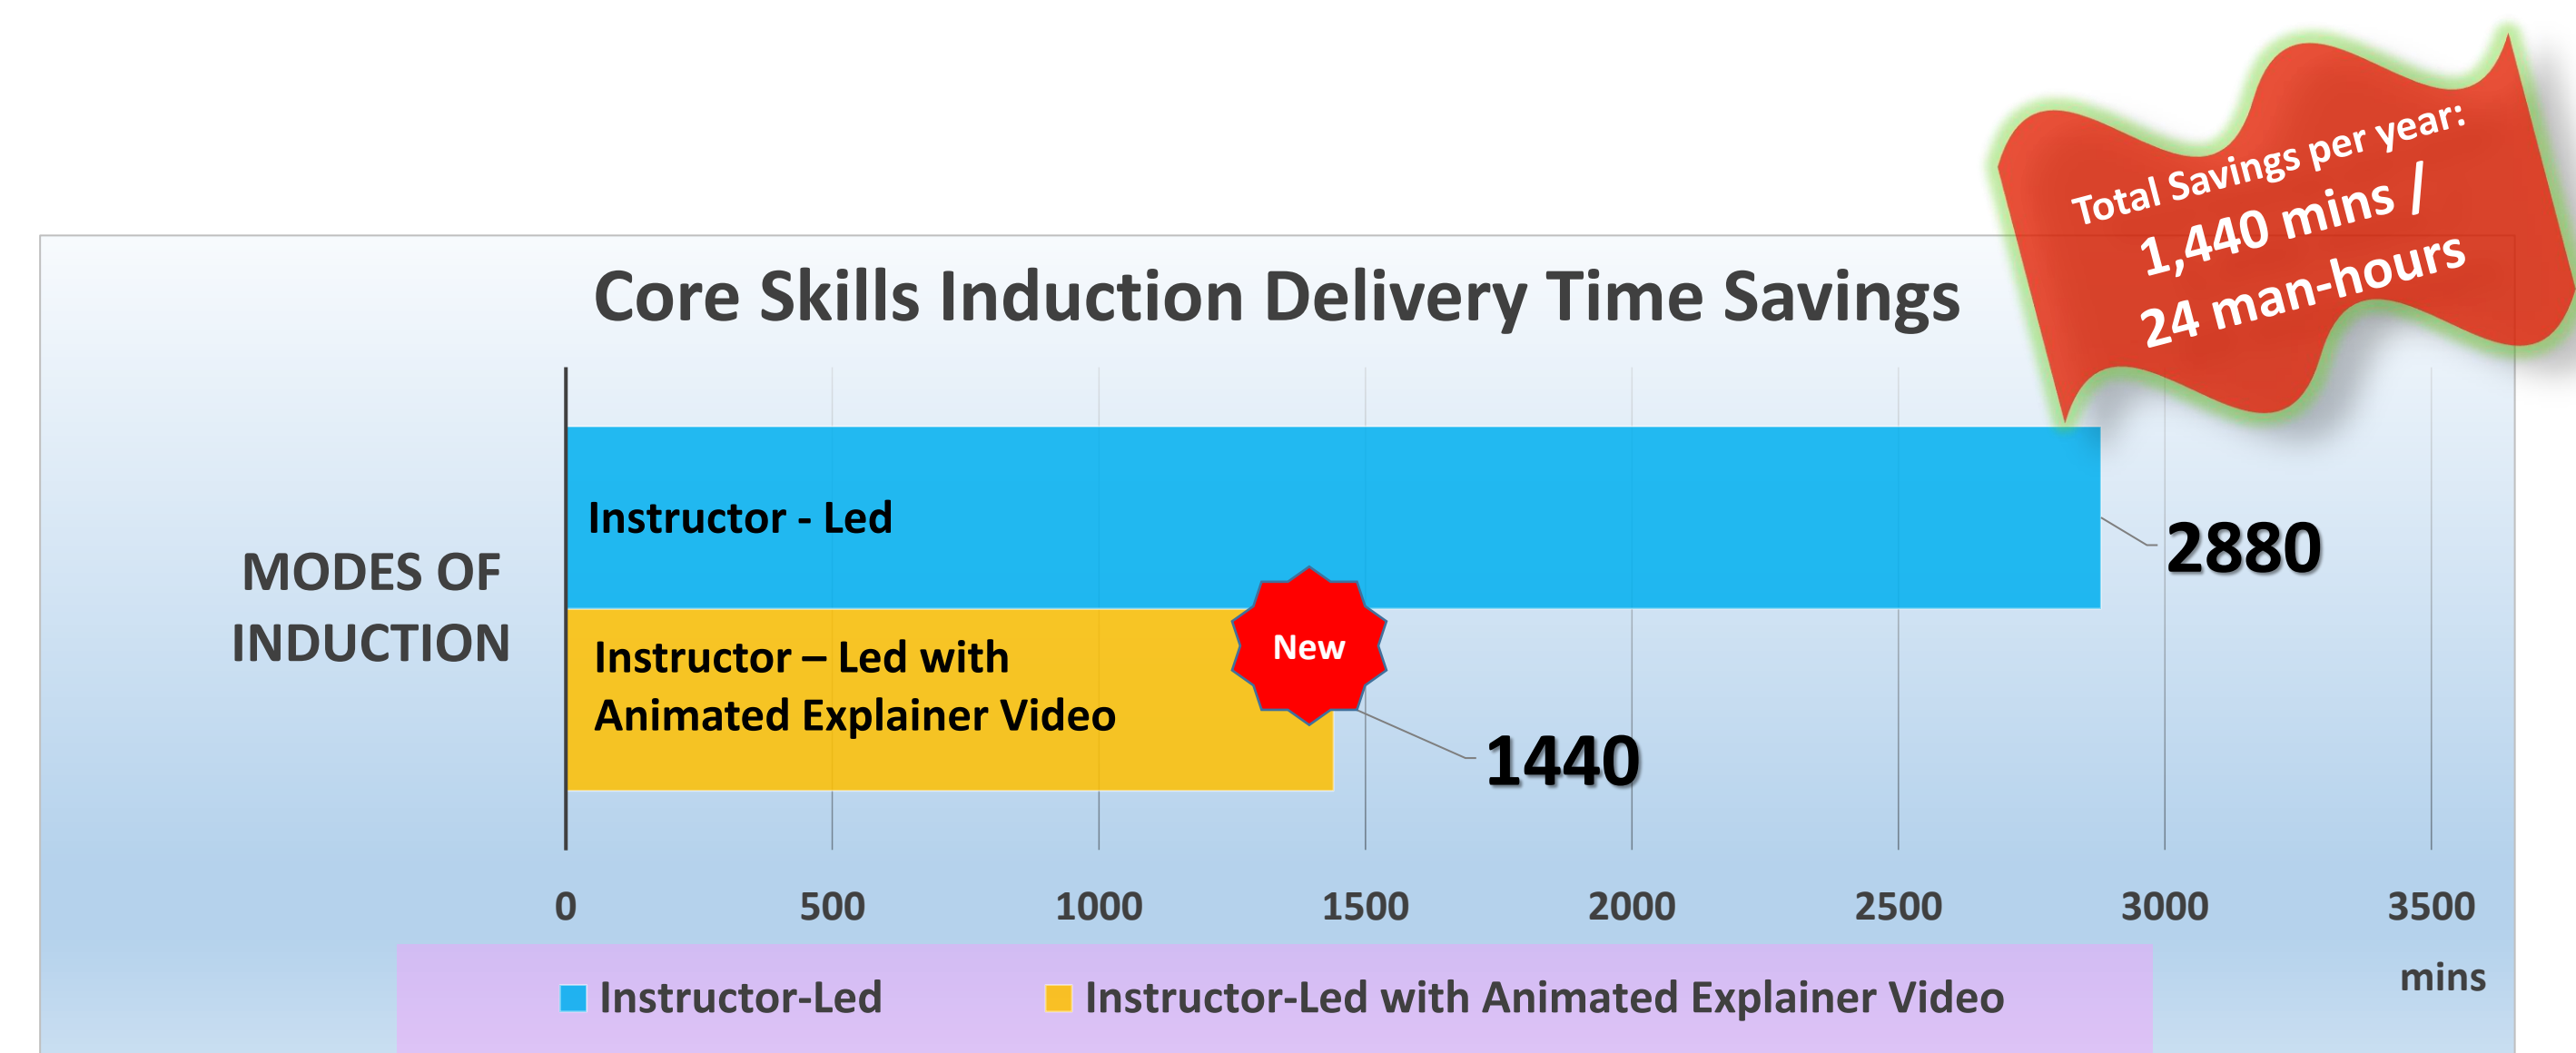 Total Savings per year:
1,440 mins /
24 man-hours
Core Skills Induction Delivery Time Savings
MODES OF
INDUCTION
Instructor - Led
2880
New
Instructor – Led with
Animated Explainer Video
1440
0 500 1000 1500 2000 2500 3000 3500
mins
Instructor-Led Instructor-Led with Animated Explainer Video